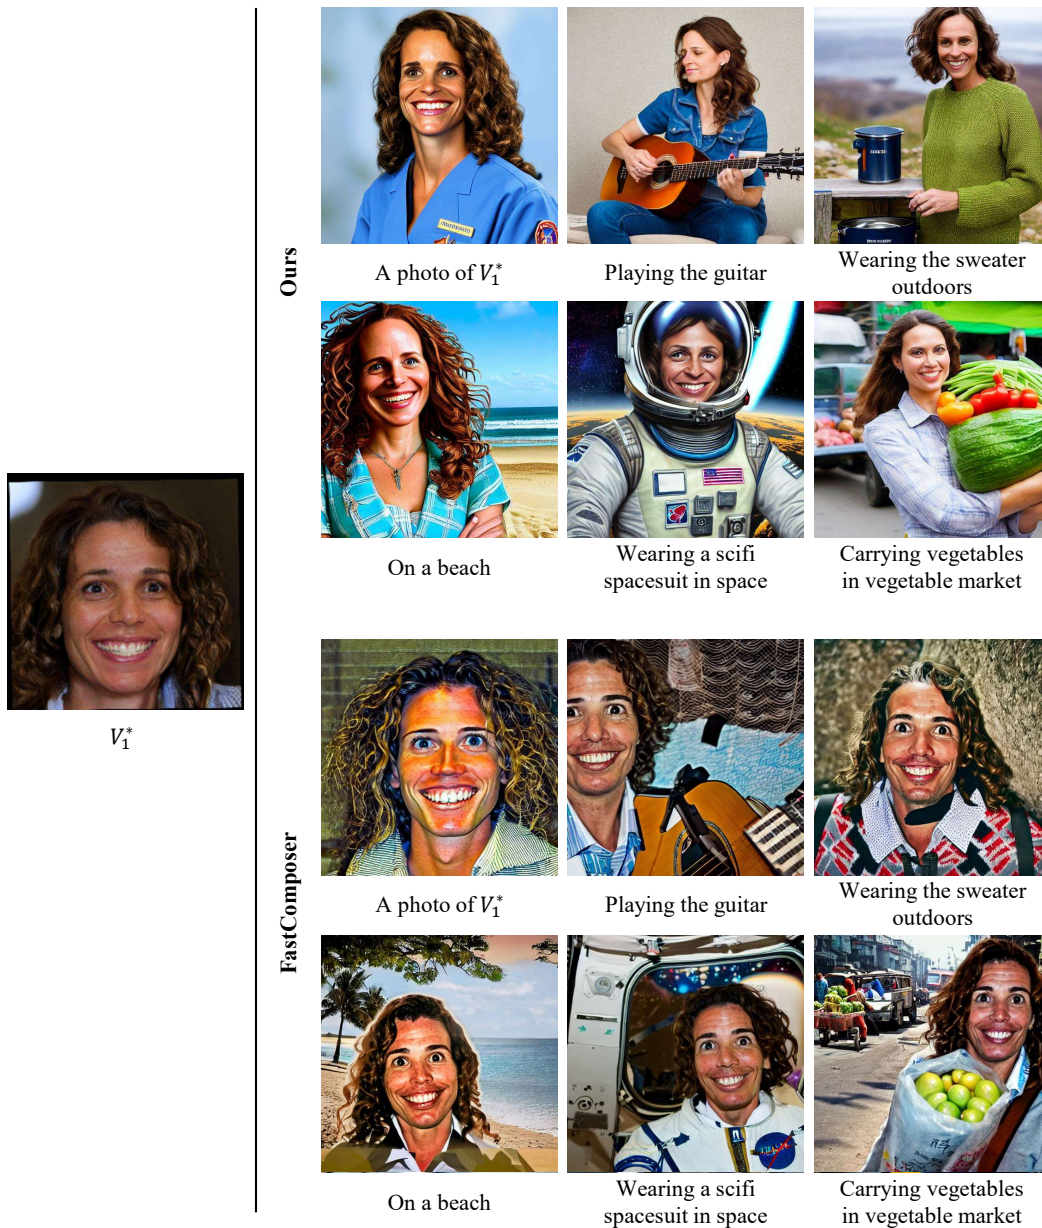 Ours
A photo of V₁*
Playing the guitar
Wearing the sweater
outdoors
On a beach
Wearing a scifi
spacesuit in space
Carrying vegetables
in vegetable market
V₁*
FastComposer
A photo of V₁*
Playing the guitar
Wearing the sweater
outdoors
On a beach
Wearing a scifi
spacesuit in space
Carrying vegetables
in vegetable market